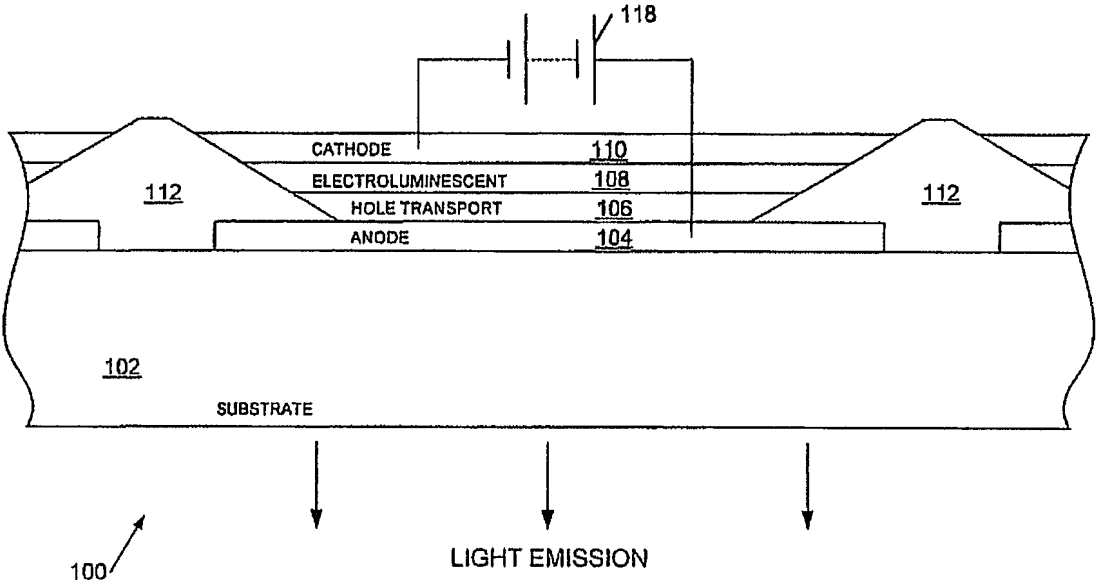 118
CATHODE 110
112 ELECTROLUMINESCENT 108 112
HOLE TRANSPORT 106
ANODE 104
102
SUBSTRATE
LIGHT EMISSION
100